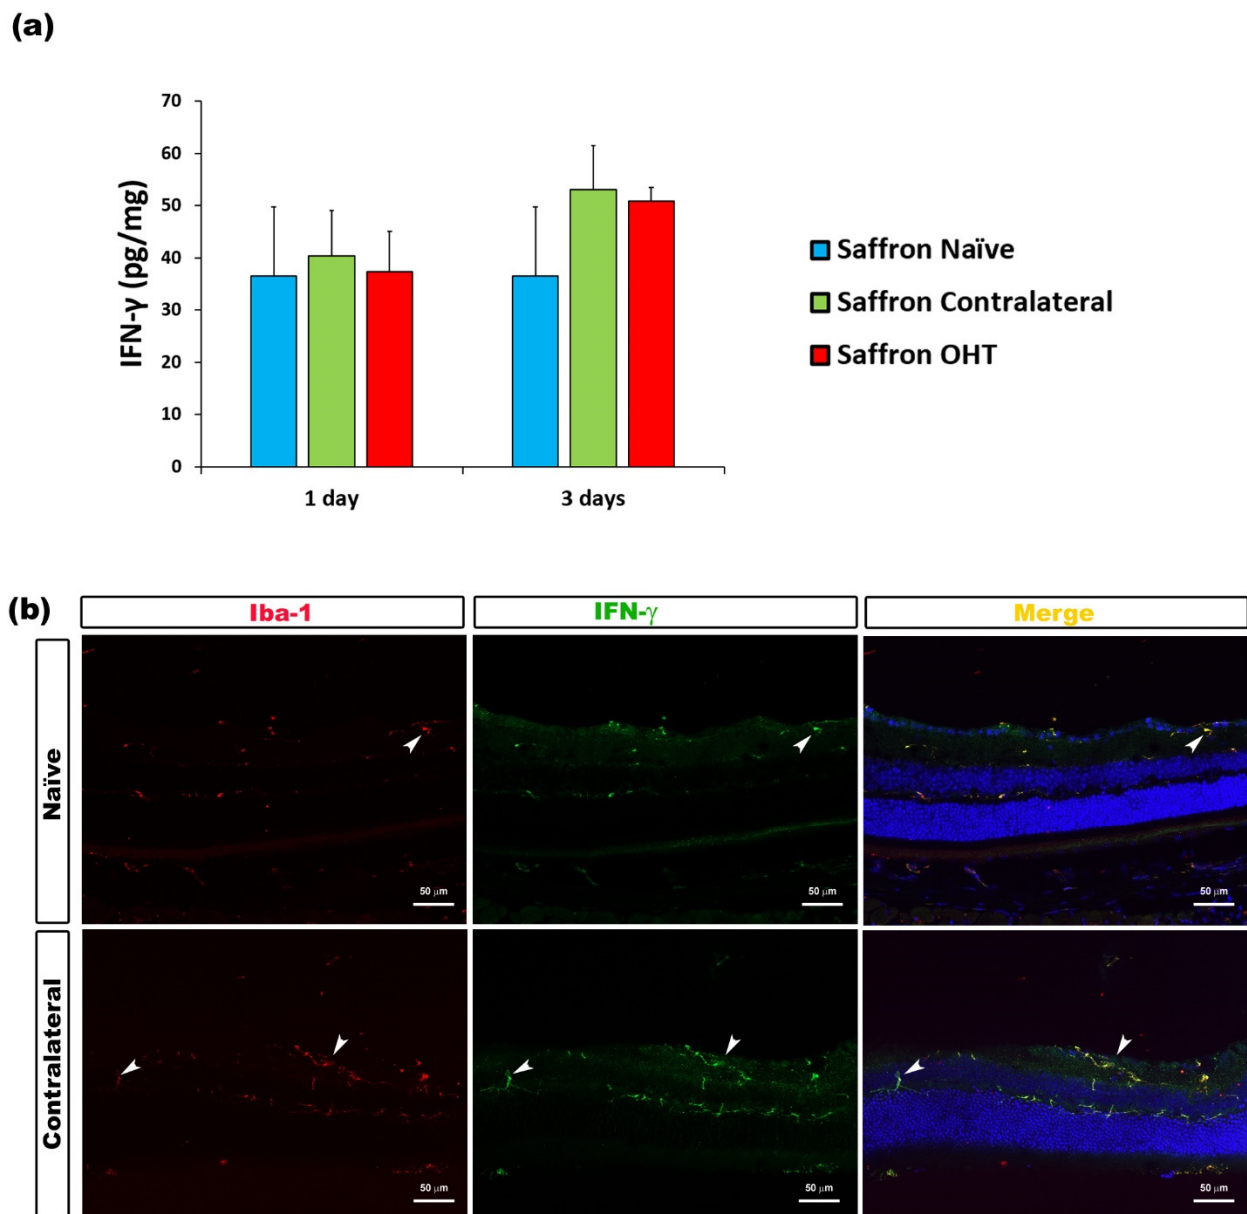 (a)
70
60
50
40
30
20
10
0
IFN-γ (pg/mg)
1 day
3 days
Saffron Naïve
Saffron Contralateral
Saffron OHT
(b)
Iba-1
IFN-γ
Merge
Naïve
50 µm
50 µm
50 µm
Contralateral
50 µm
50 µm
50 µm